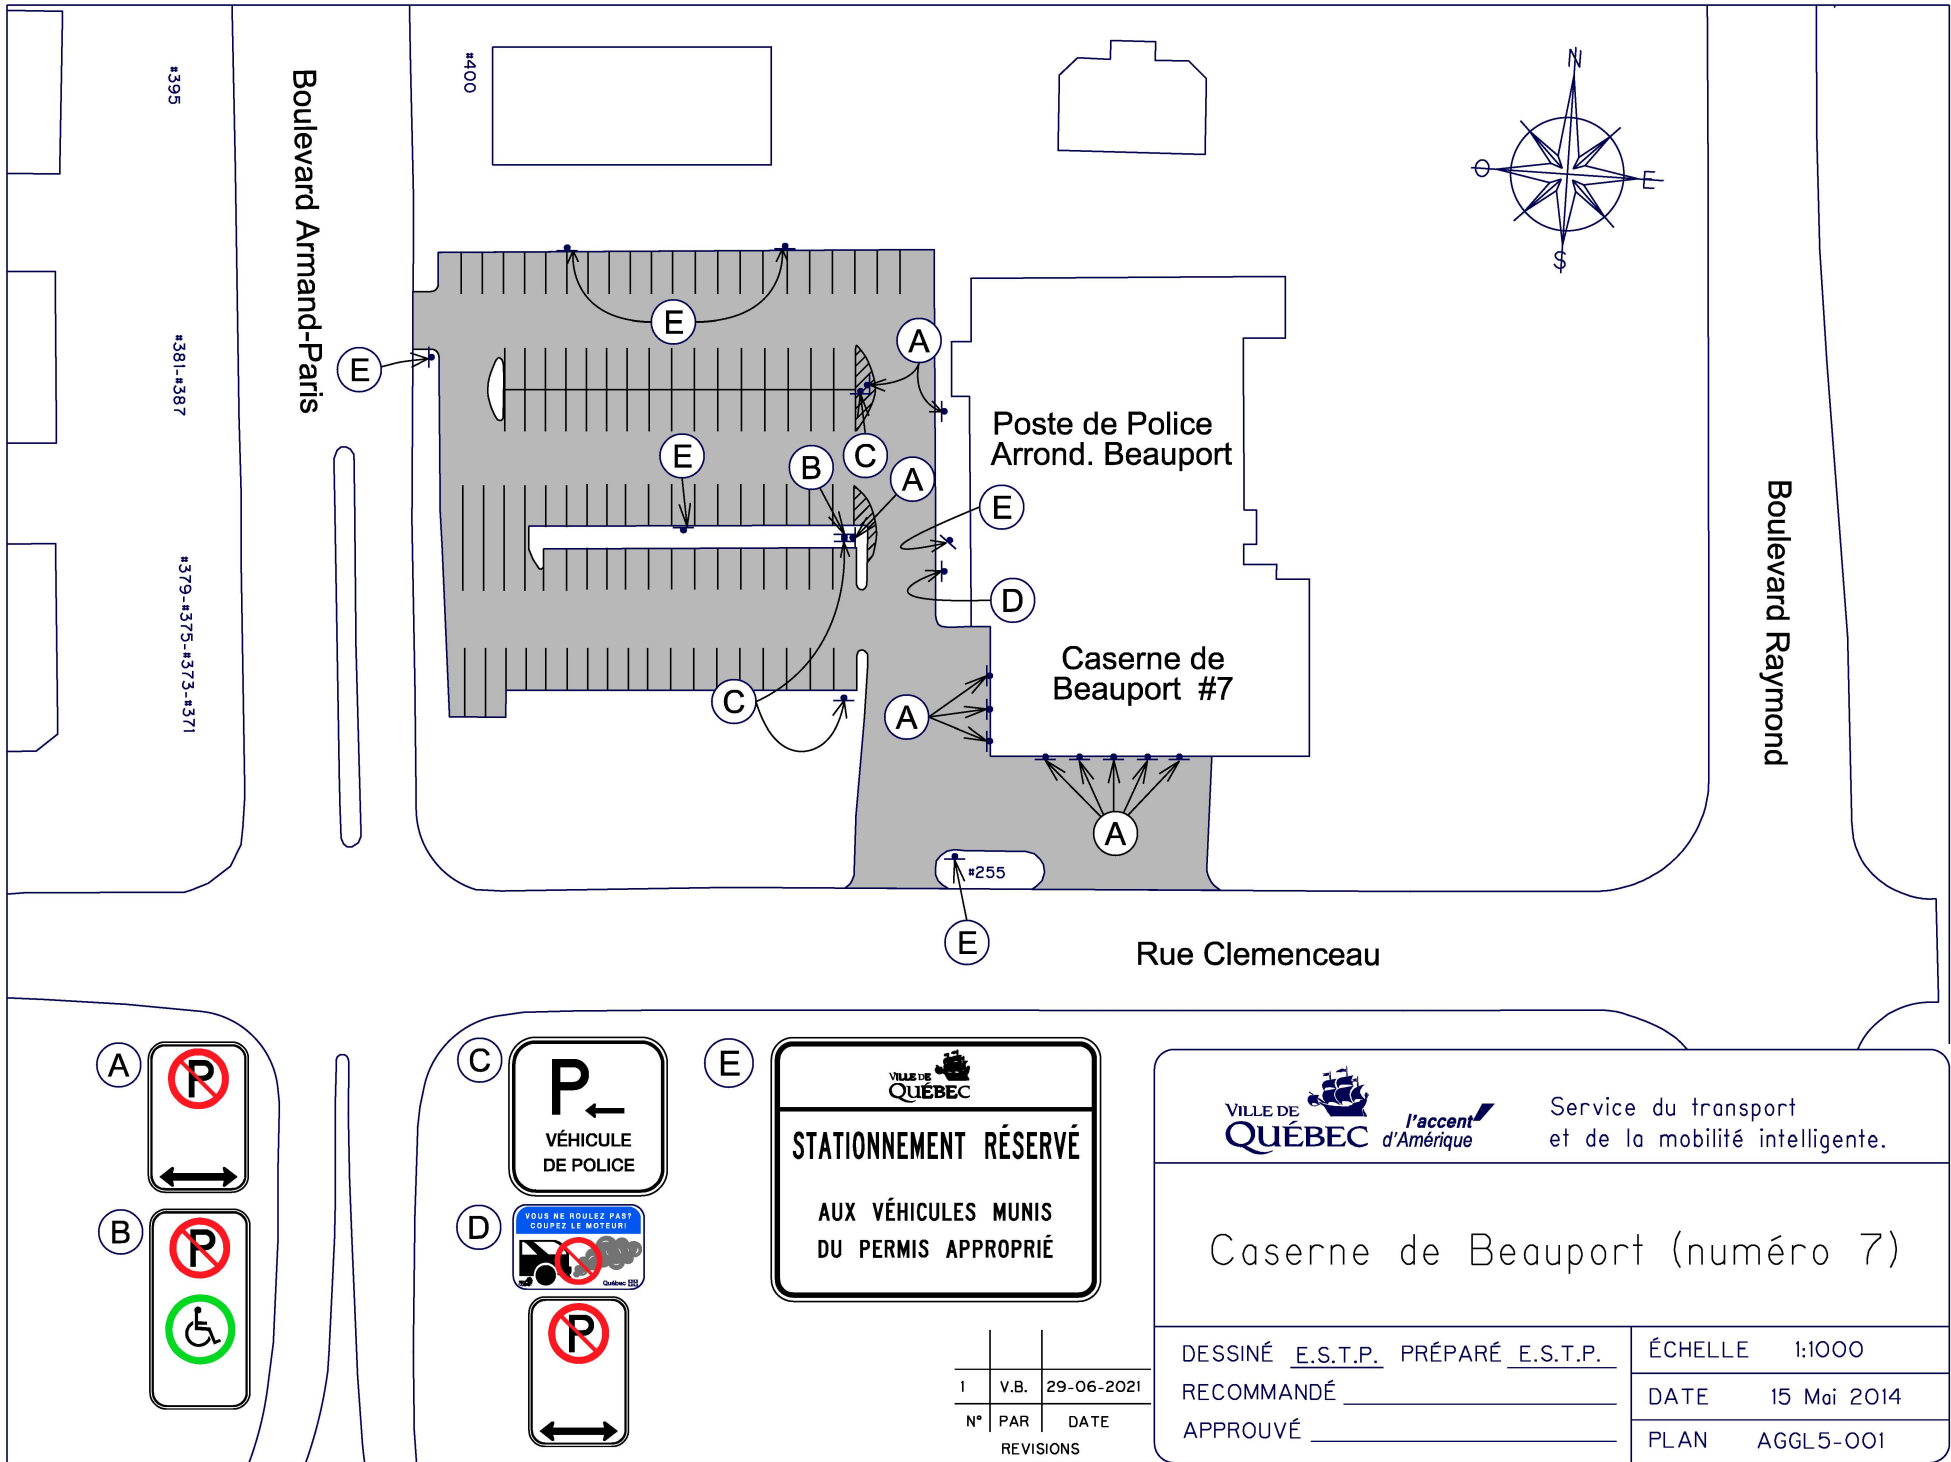 #395
Boulevard Armand-Paris
#400
N
O
E
S
#381-#387
#379-#375-#373-#371
E
E
A
E
B
C
A
E
D
C
A
A
E
Poste de Police
Arrond. Beauport
Caserne de
Beauport #7
#255
Boulevard Raymond
Rue Clemenceau
A
P
B
P
C
P
VÉHICULE
DE POLICE
D
VOUS NE ROULEZ PAS?
COUPEZ LE MOTEUR!
Québec
P
E
VILLE DE
QUÉBEC
STATIONNEMENT RÉSERVÉ
AUX VÉHICULES MUNIS
DU PERMIS APPROPRIÉ
1 V.B. 29-06-2021
N° PAR DATE
REVISIONS
VILLE DE
QUÉBEC
l'accent
d'Amérique
Service du transport
et de la mobilité intelligente.
Caserne de Beauport (numéro 7)
DESSINÉ E.S.T.P. PRÉPARÉ E.S.T.P.
RECOMMANDÉ
APPROUVÉ
ÉCHELLE 1:1000
DATE 15 Mai 2014
PLAN AGGL5-001